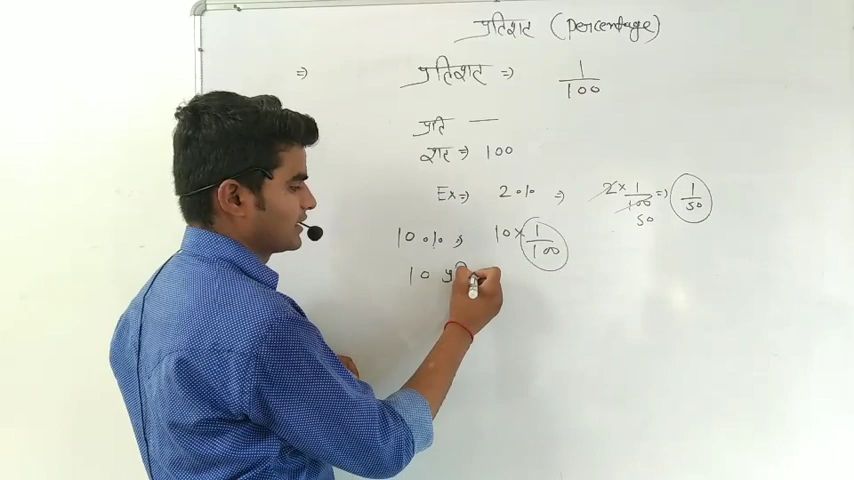 प्रतिशत (Percentage)
⇒ प्रतिशत ⇒ 1/100
प्रति —
शत ⇒ 100
Ex ⇒ 2% ⇒ 2 × 1/100 50 ⇒ 1/50
10% ⇒ 10 × 1/100
10